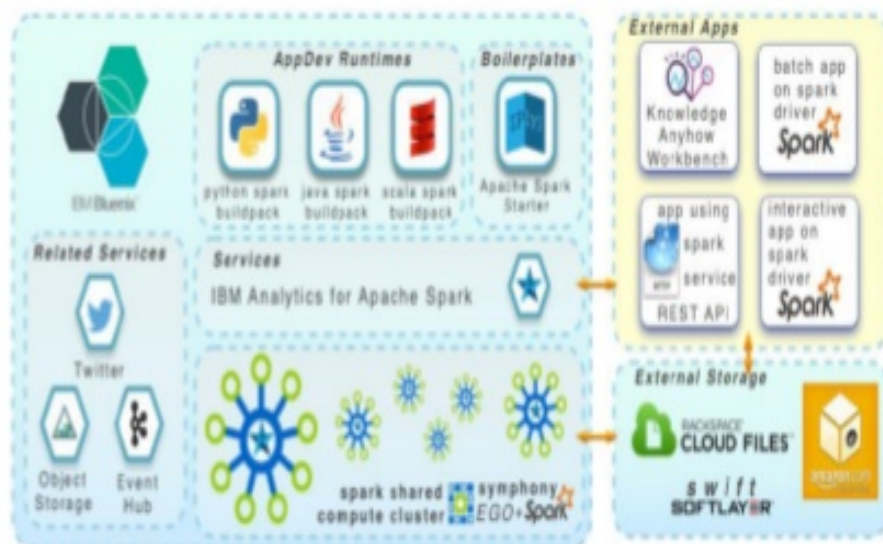 IBM Bluemix
AppDev Runtimes
python spark
buildpack
java spark
buildpack
scala spark
buildpack
Boilerplates
Apache Spark
Starter
External Apps
Knowledge
Anyhow
Workbench
batch app
on spark
driver
Spark
app using
spark
service
REST API
interactive
app on
spark
driver
Spark
Related Services
Twitter
Object
Storage
Event
Hub
Services
IBM Analytics for Apache Spark
spark shared
compute cluster
symphony
EGO+Spark
External Storage
RACKSPACE
CLOUD FILES
swift
SOFTLAYER